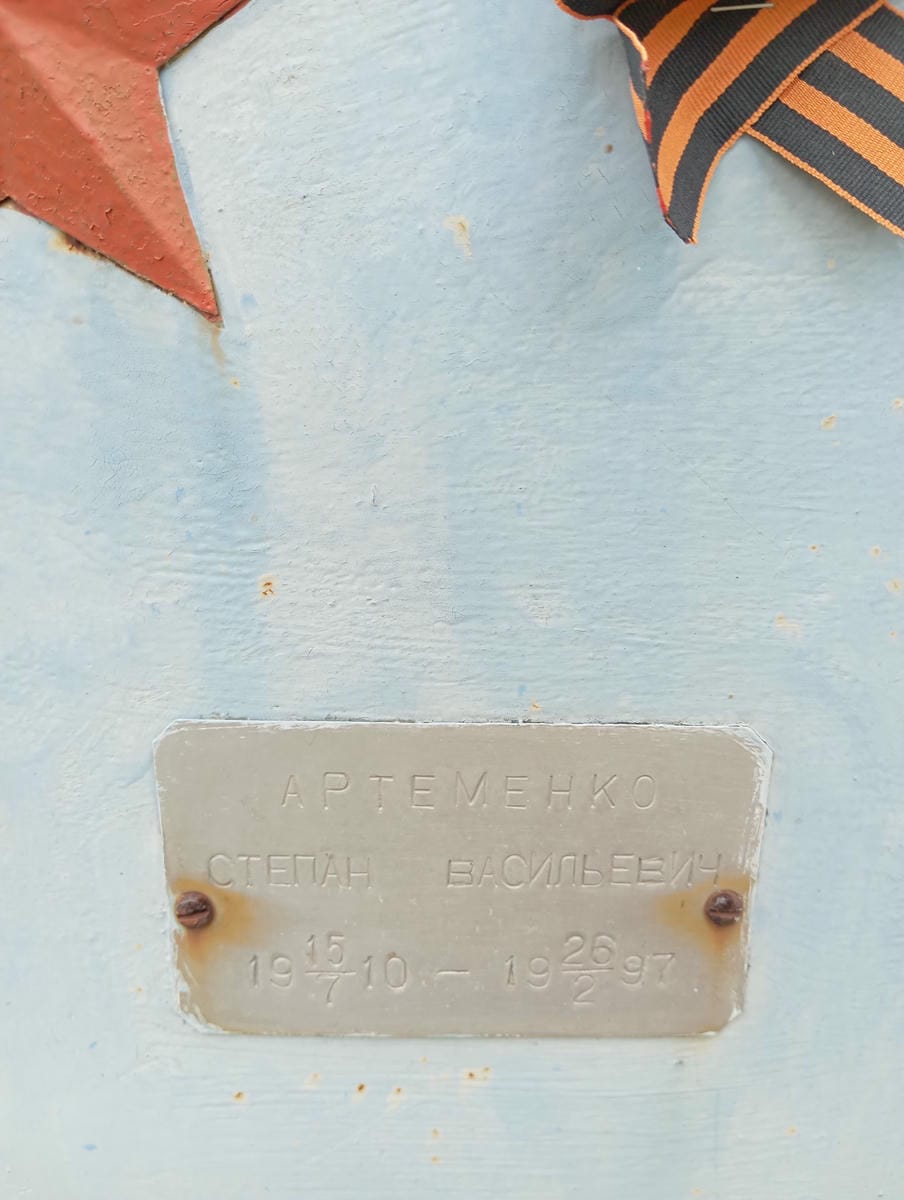 АРТЕМЕНКО
СТЕПАН ВАСИЛЬЕВИЧ
19 15/7 10 — 19 26/2 97